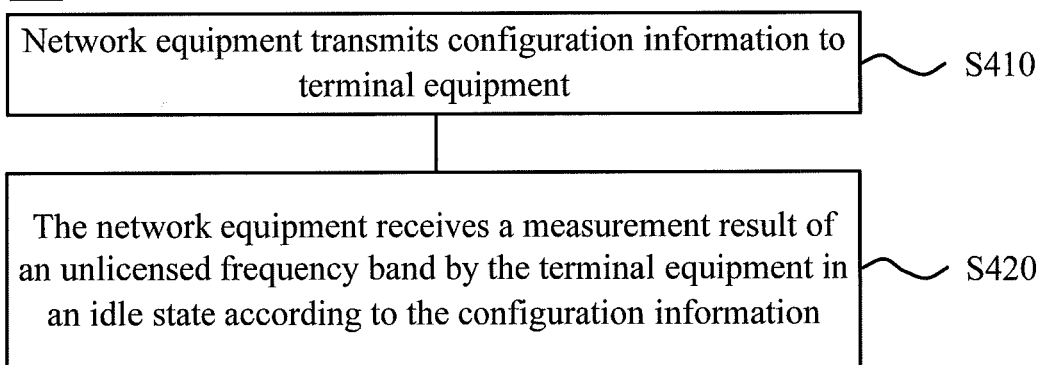 Network equipment transmits configuration information to
terminal equipment
S410
The network equipment receives a measurement result of
an unlicensed frequency band by the terminal equipment in
an idle state according to the configuration information
S420